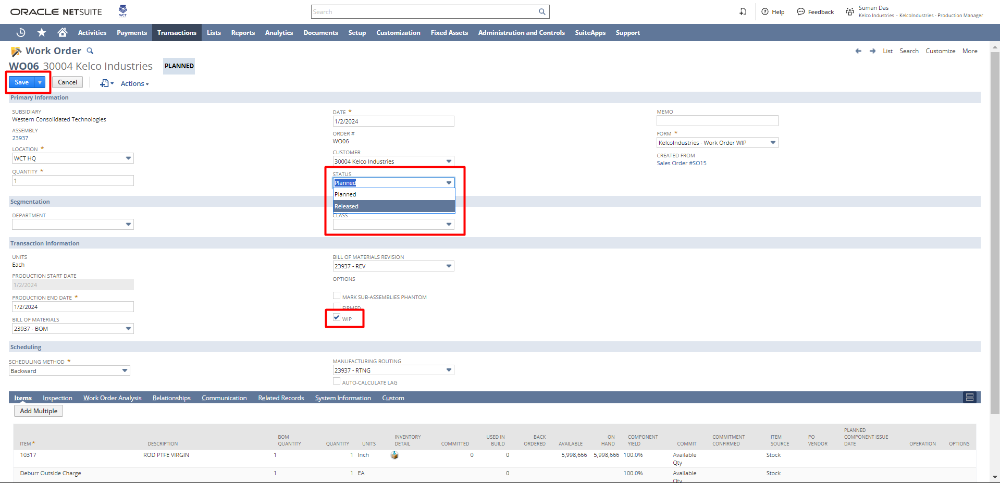 ORACLE NETSUITE
WCT
Search
Help
Feedback
Suman Das
Kelco Industries - KelcoIndustries - Production Manager
Activities Payments Transactions Lists Reports Analytics Documents Setup Customization Fixed Assets Administration and Controls SuiteApps Support
Work Order
List Search Customize More
WO06 30004 Kelco Industries PLANNED
Save Cancel Actions
Primary Information
SUBSIDIARY
Western Consolidated Technologies
ASSEMBLY
23937
LOCATION *
WCT HQ
QUANTITY *
1
DATE *
1/2/2024
ORDER #
WO06
CUSTOMER
30004 Kelco Industries
STATUS
Planned
Planned
Released
MEMO
FORM *
KelcoIndustries - Work Order WIP
CREATED FROM
Sales Order #SO15
Segmentation
DEPARTMENT
CLASS
Transaction Information
UNITS
Each
PRODUCTION START DATE
1/2/2024
PRODUCTION END DATE *
1/2/2024
BILL OF MATERIALS
23937 - BOM
BILL OF MATERIALS REVISION
23937 - REV
OPTIONS
MARK SUB-ASSEMBLIES PHANTOM
FIRMED
WIP
Scheduling
SCHEDULING METHOD *
Backward
MANUFACTURING ROUTING
23937 - RTNG
AUTO-CALCULATE LAG
Items Inspection Work Order Analysis Relationships Communication Related Records System Information Custom
Add Multiple
ITEM * DESCRIPTION BOM QUANTITY QUANTITY UNITS INVENTORY DETAIL COMMITTED USED IN BUILD BACK ORDERED AVAILABLE ON HAND COMPONENT YIELD COMMIT COMMITMENT CONFIRMED ITEM SOURCE PO VENDOR PLANNED COMPONENT ISSUE DATE OPERATION OPTIONS
10317 ROD PTFE VIRGIN 1 1 Inch 0 0 5,998,666 5,998,666 100.0% Available Qty Stock
Deburr Outside Charge 1 1 EA 0 100.0% Available Qty Stock